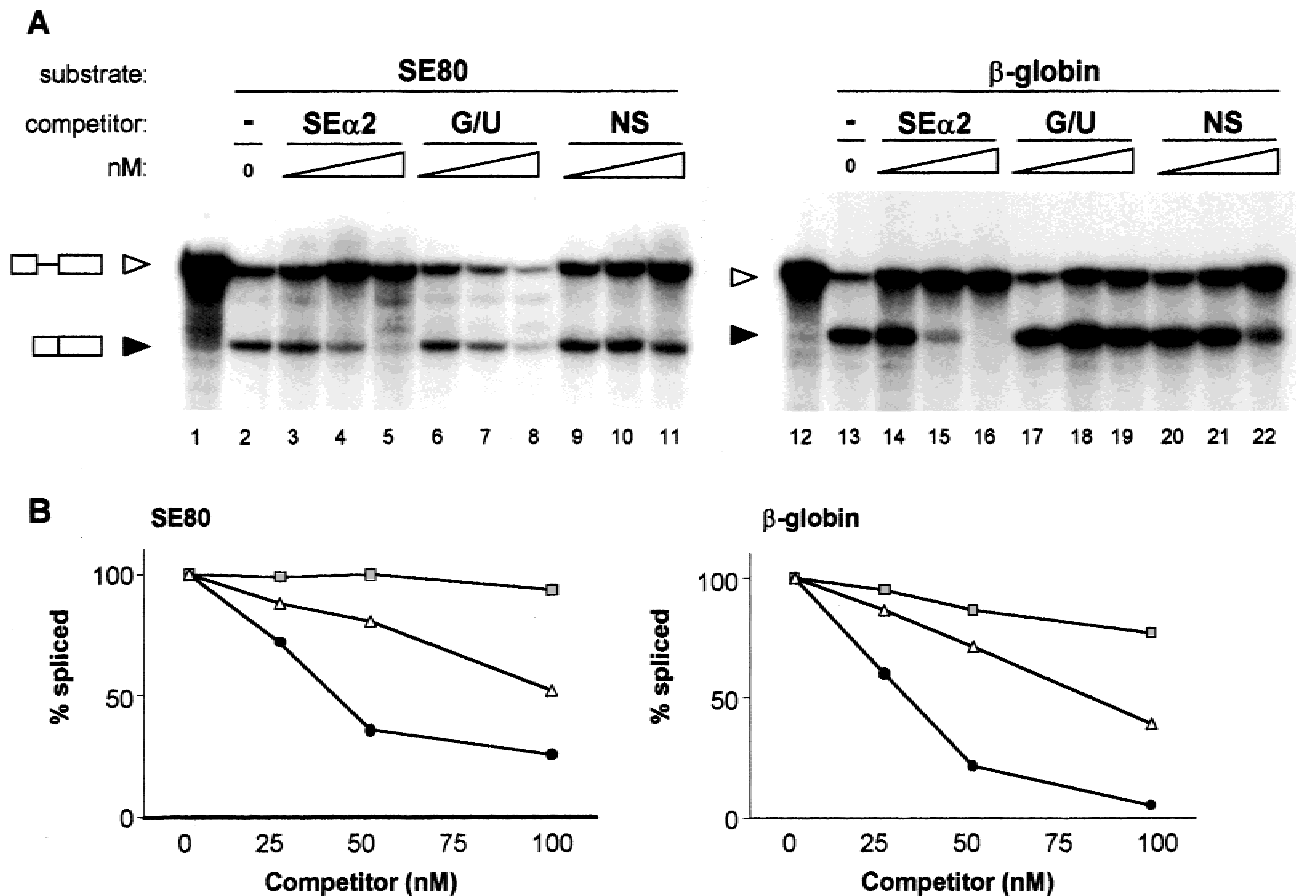 A
substrate: SE80 β-globin
competitor: - SEα2 G/U NS - SEα2 G/U NS
nM: 0 0
1 2 3 4 5 6 7 8 9 10 11 12 13 14 15 16 17 18 19 20 21 22
B
SE80 β-globin
% spliced
100
50
0
0 25 50 75 100
Competitor (nM)
% spliced
100
50
0
0 25 50 75 100
Competitor (nM)